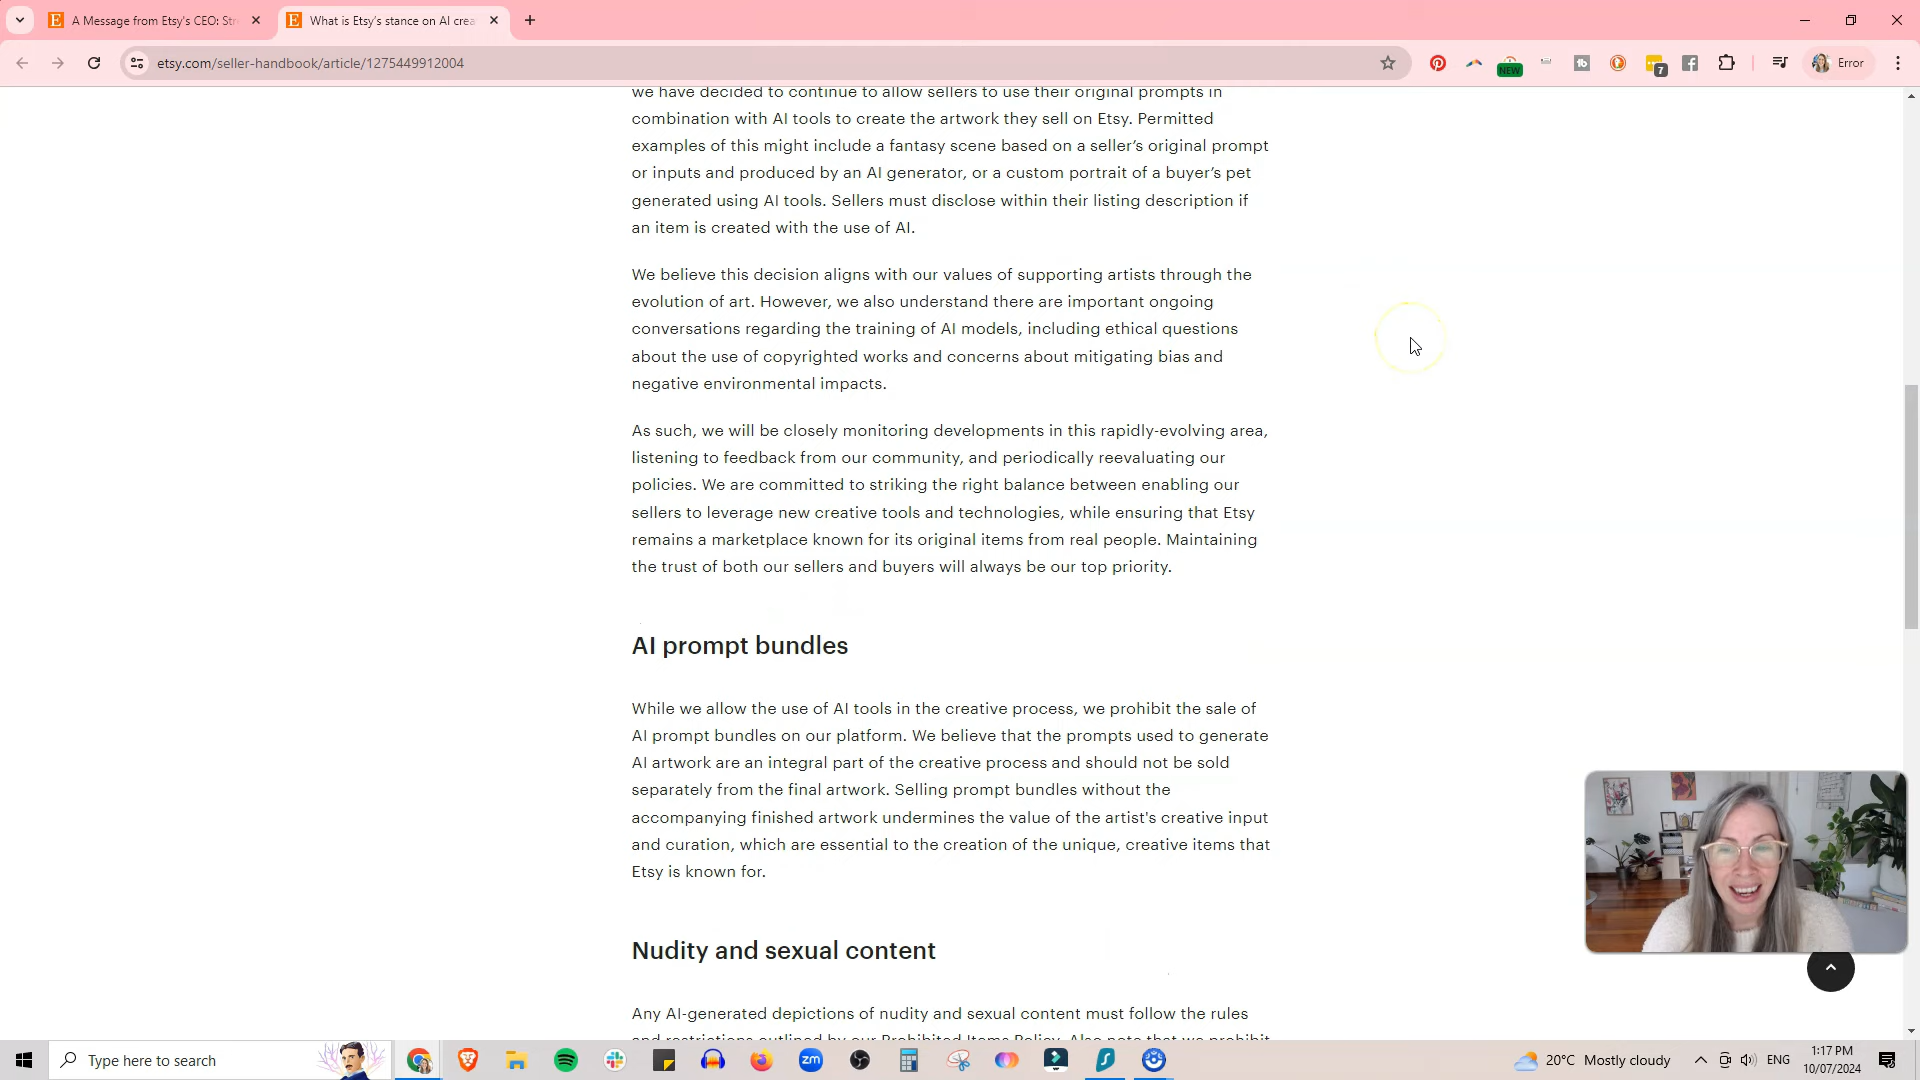 A Message from Etsy's CEO: Str
What is Etsy's stance on AI crea
etsy.com/seller-handbook/article/1275449912004
NEW
7
Error
we have decided to continue to allow sellers to use their original prompts in
combination with AI tools to create the artwork they sell on Etsy. Permitted
examples of this might include a fantasy scene based on a seller's original prompt
or inputs and produced by an AI generator, or a custom portrait of a buyer's pet
generated using AI tools. Sellers must disclose within their listing description if
an item is created with the use of AI.
We believe this decision aligns with our values of supporting artists through the
evolution of art. However, we also understand there are important ongoing
conversations regarding the training of AI models, including ethical questions
about the use of copyrighted works and concerns about mitigating bias and
negative environmental impacts.
As such, we will be closely monitoring developments in this rapidly-evolving area,
listening to feedback from our community, and periodically reevaluating our
policies. We are committed to striking the right balance between enabling our
sellers to leverage new creative tools and technologies, while ensuring that Etsy
remains a marketplace known for its original items from real people. Maintaining
the trust of both our sellers and buyers will always be our top priority.
AI prompt bundles
While we allow the use of AI tools in the creative process, we prohibit the sale of
AI prompt bundles on our platform. We believe that the prompts used to generate
AI artwork are an integral part of the creative process and should not be sold
separately from the final artwork. Selling prompt bundles without the
accompanying finished artwork undermines the value of the artist's creative input
and curation, which are essential to the creation of the unique, creative items that
Etsy is known for.
Nudity and sexual content
Any AI-generated depictions of nudity and sexual content must follow the rules
and restrictions outlined by our Prohibited Items Policy. Also note that we prohibit
Type here to search
zm
20°C Mostly cloudy
ENG
1:17 PM
10/07/2024